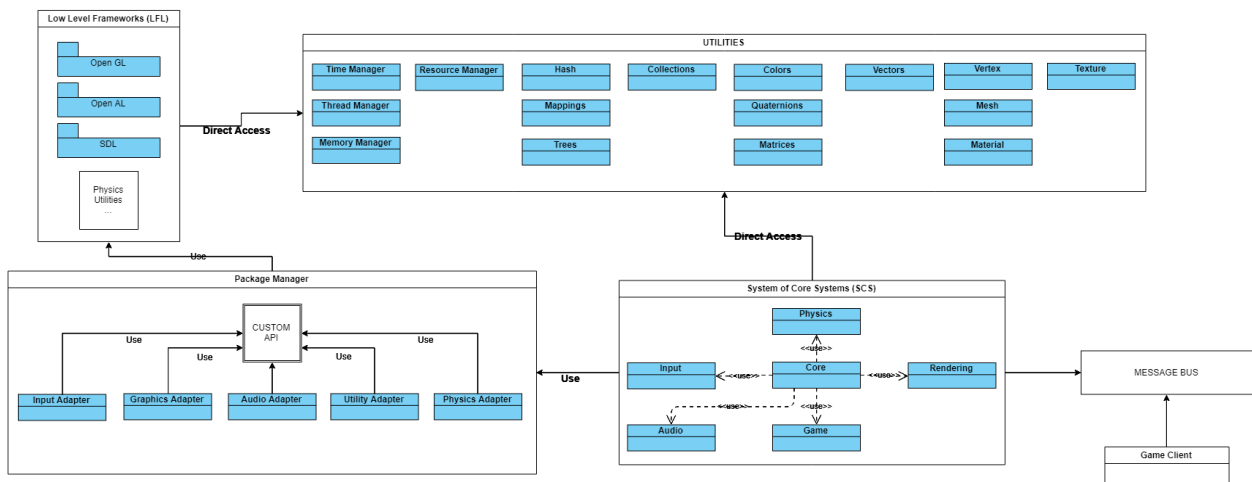 Low Level Frameworks (LFL)
Open GL
Open AL
SDL
Physics
Utilities
...
Direct Access
UTILITIES
Time Manager
Resource Manager
Hash
Collections
Colors
Vectors
Vertex
Texture
Thread Manager
Mappings
Quaternions
Mesh
Memory Manager
Trees
Matrices
Material
Use
Direct Access
Package Manager
CUSTOM
API
Use
Use
Use
Use
Input Adapter
Graphics Adapter
Audio Adapter
Utility Adapter
Physics Adapter
Use
System of Core Systems (SCS)
Physics
<<use>>
Input
<<use>>
Core
<<use>>
Rendering
<<use>>
<<use>>
Audio
Game
MESSAGE BUS
Game Client